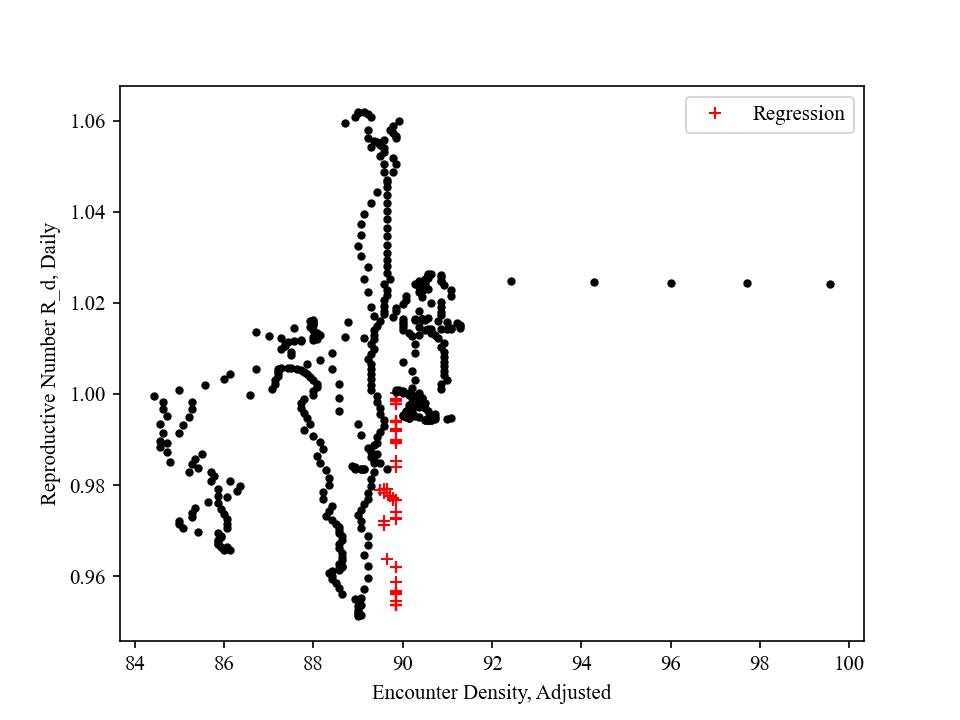 Regression
1.06
1.04
1.02
1.00
0.98
0.96
Reproductive Number R_d, Daily
84 86 88 90 92 94 96 98 100
Encounter Density, Adjusted